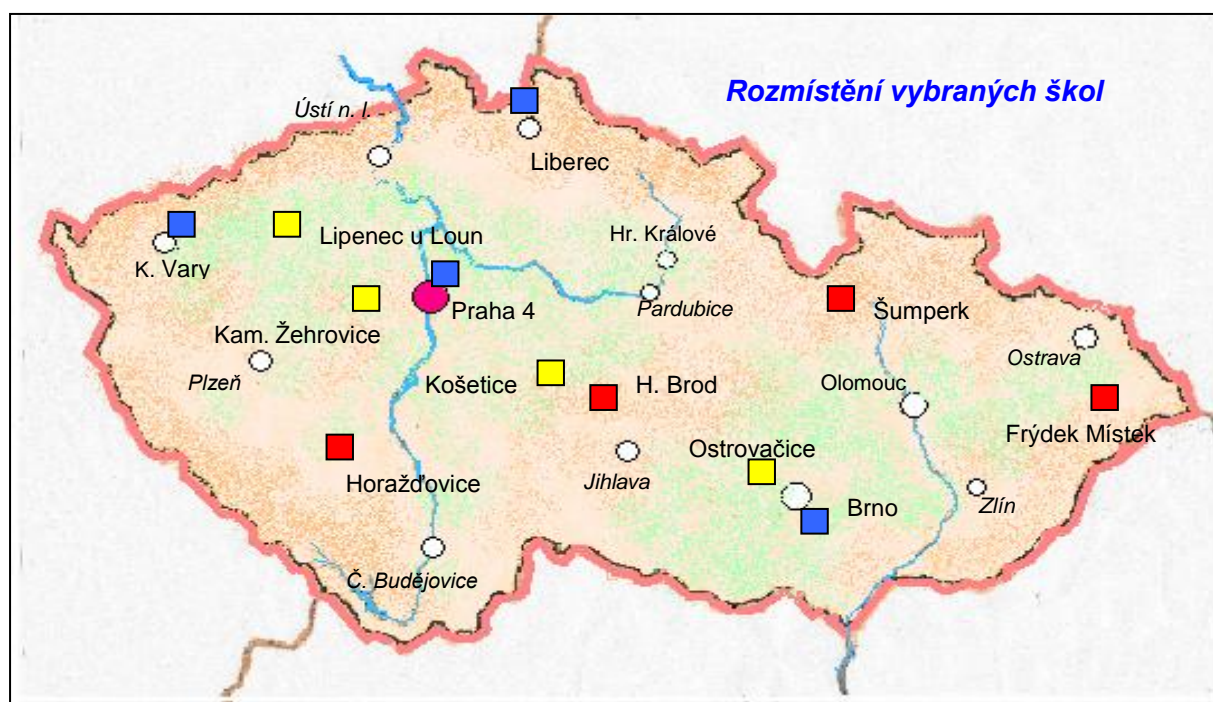 Rozmístění vybraných škol
Ústí n. l.
Liberec
Lipenec u Loun
Hr. Králové
K. Vary
Praha 4
Pardubice
Šumperk
Kam. Žehrovice
Ostrava
Plzeň
Košetice
H. Brod
Olomouc
Frýdek Místek
Ostrovačice
Horažďovice
Jihlava
Brno
Zlín
Č. Budějovice